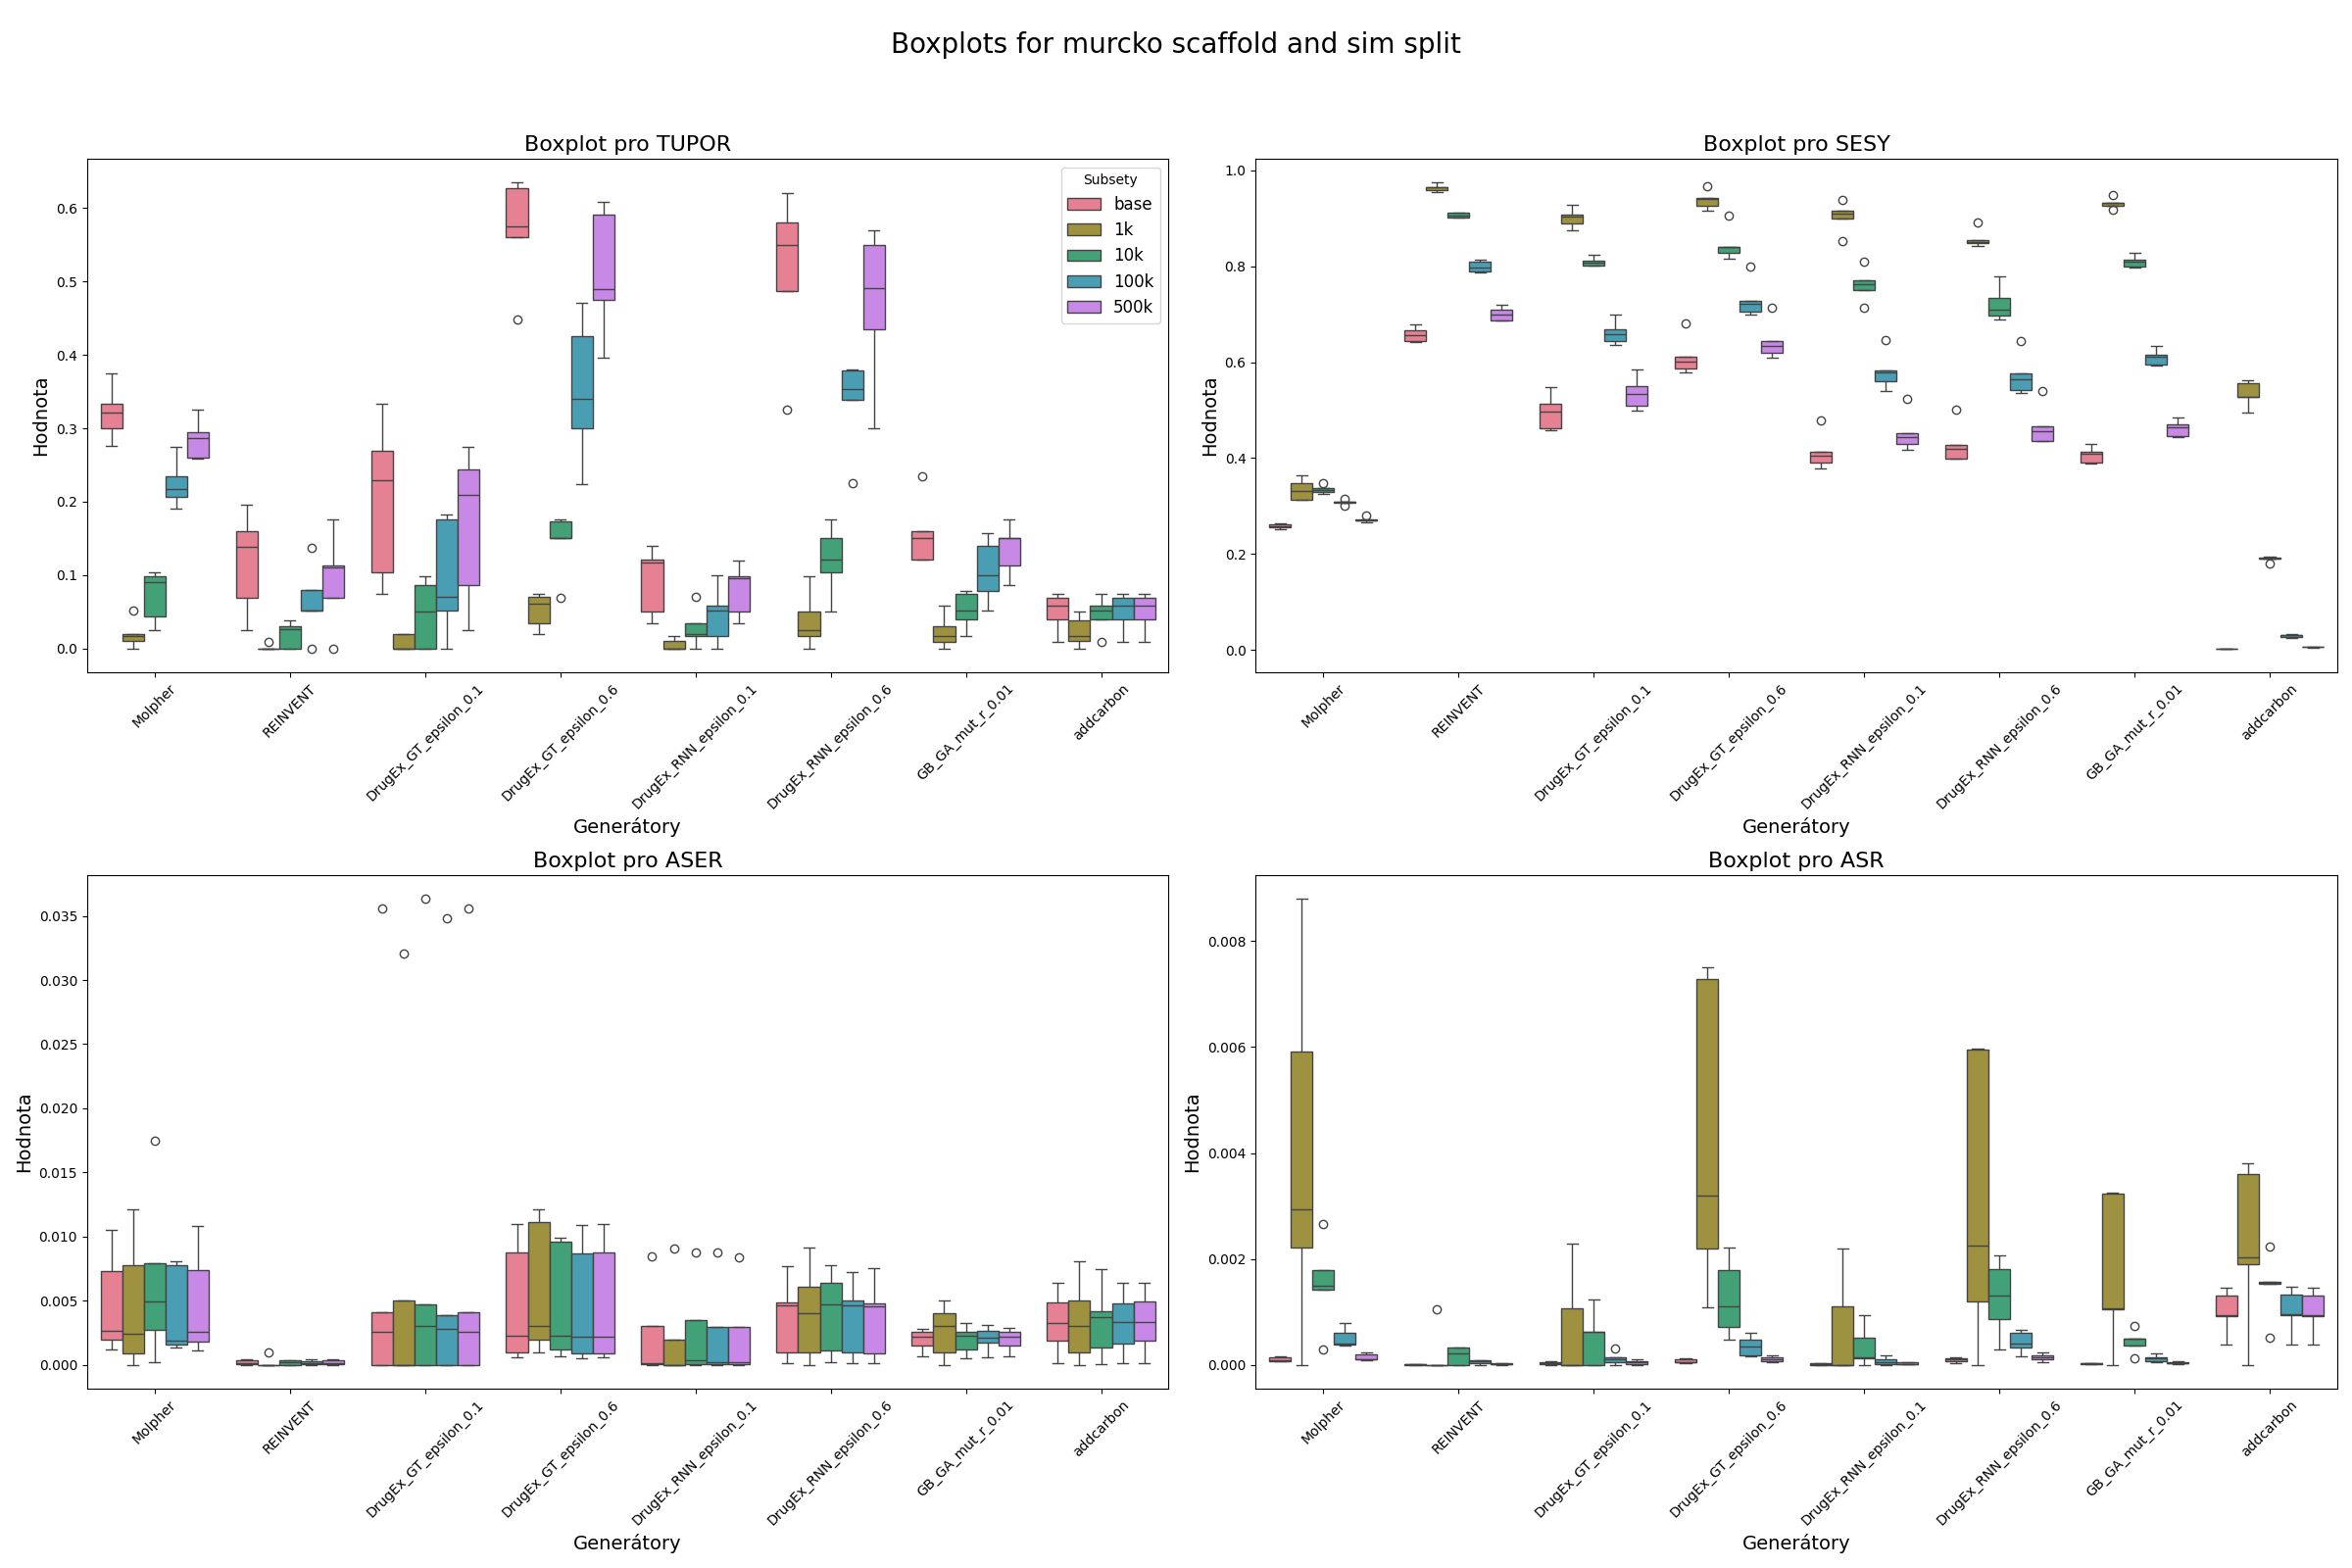 Boxplots for murcko scaffold and sim split
Boxplot pro TUPOR
Hodnota
0.6
0.5
0.4
0.3
0.2
0.1
0.0
Subsety
base
1k
10k
100k
500k
Molpher
REINVENT
DrugEx_GT_epsilon_0.1
DrugEx_GT_epsilon_0.6
DrugEx_RNN_epsilon_0.1
DrugEx_RNN_epsilon_0.6
GB_GA_mut_r_0.01
addcarbon
Generátory
Boxplot pro SESY
Hodnota
1.0
0.8
0.6
0.4
0.2
0.0
Molpher
REINVENT
DrugEx_GT_epsilon_0.1
DrugEx_GT_epsilon_0.6
DrugEx_RNN_epsilon_0.1
DrugEx_RNN_epsilon_0.6
GB_GA_mut_r_0.01
addcarbon
Generátory
Boxplot pro ASER
Hodnota
0.035
0.030
0.025
0.020
0.015
0.010
0.005
0.000
Molpher
REINVENT
DrugEx_GT_epsilon_0.1
DrugEx_GT_epsilon_0.6
DrugEx_RNN_epsilon_0.1
DrugEx_RNN_epsilon_0.6
GB_GA_mut_r_0.01
addcarbon
Generátory
Boxplot pro ASR
Hodnota
0.008
0.006
0.004
0.002
0.000
Molpher
REINVENT
DrugEx_GT_epsilon_0.1
DrugEx_GT_epsilon_0.6
DrugEx_RNN_epsilon_0.1
DrugEx_RNN_epsilon_0.6
GB_GA_mut_r_0.01
addcarbon
Generátory